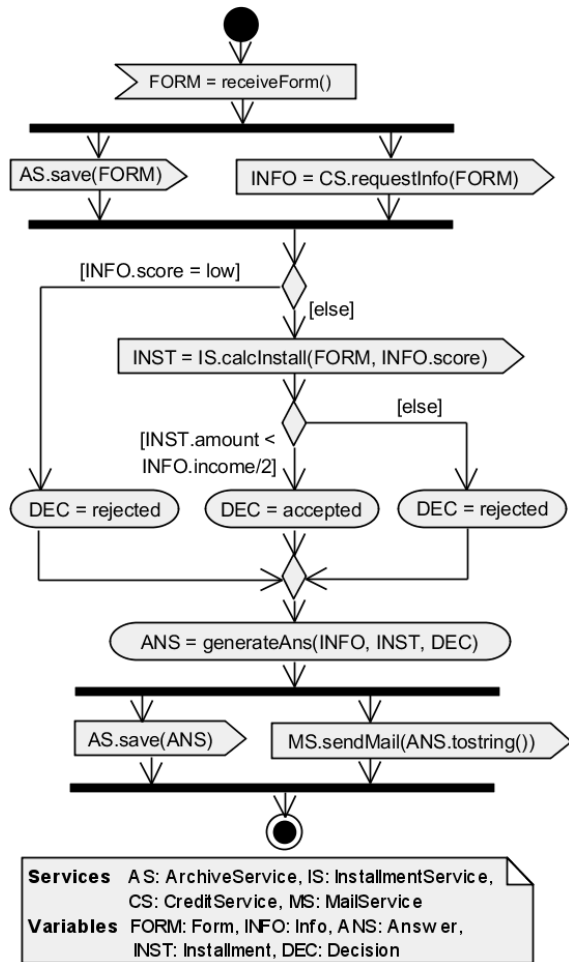 FORM = receiveForm()
AS.save(FORM)
INFO = CS.requestInfo(FORM)
[INFO.score = low]
[else]
INST = IS.calcInstall(FORM, INFO.score)
[else]
[INST.amount <
INFO.income/2]
DEC = rejected
DEC = accepted
DEC = rejected
ANS = generateAns(INFO, INST, DEC)
AS.save(ANS)
MS.sendMail(ANS.tostring())
Services AS: ArchiveService, IS: InstallmentService,
CS: CreditService, MS: MailService
Variables FORM: Form, INFO: Info, ANS: Answer,
INST: Installment, DEC: Decision